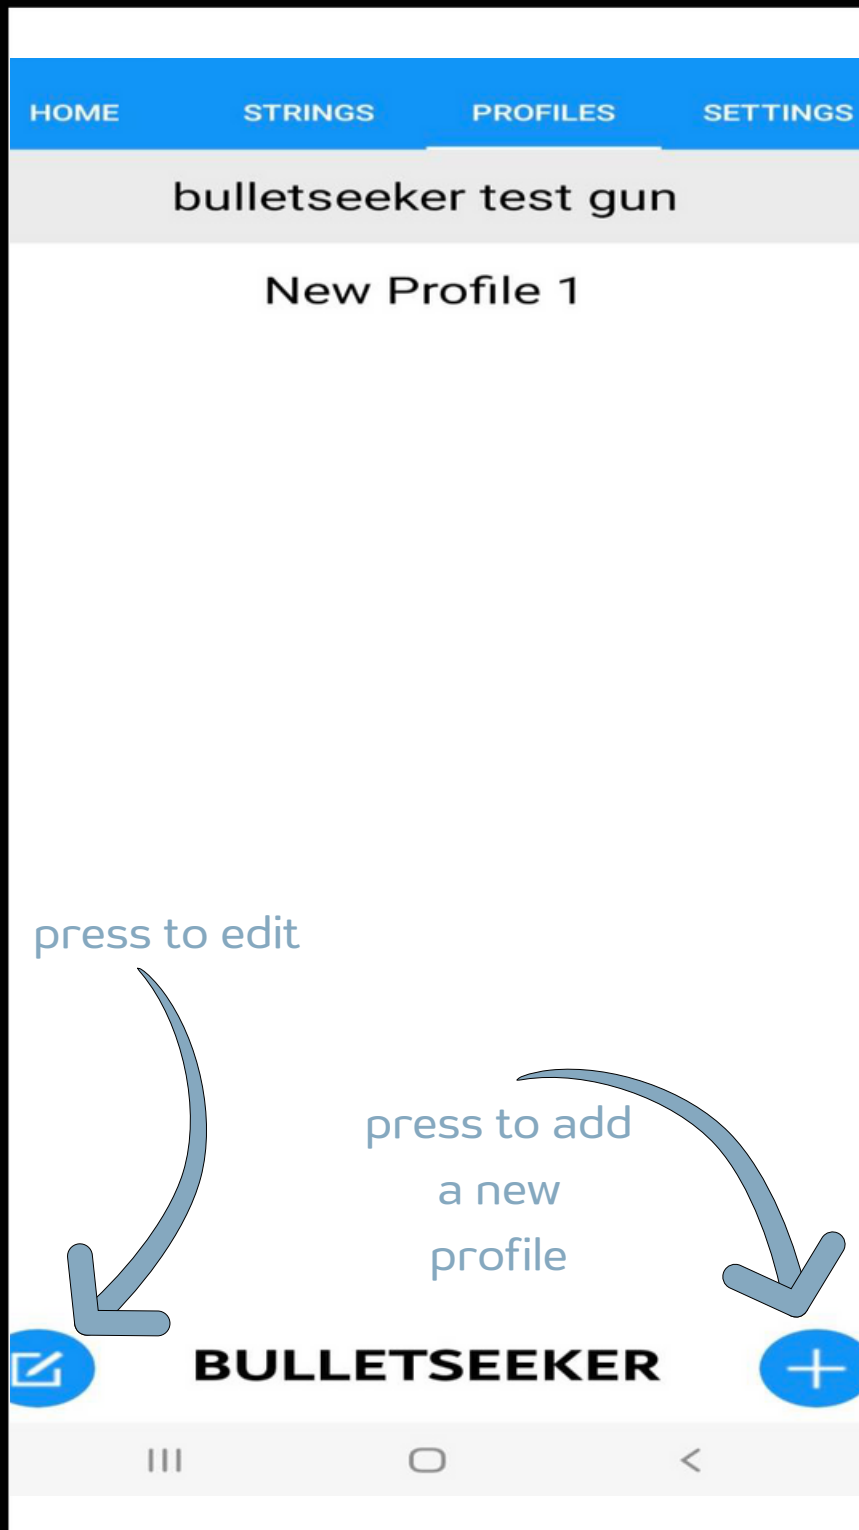 HOME STRINGS PROFILES SETTINGS
bulletseeker test gun
New Profile 1
press to edit
press to add
a new
profile
BULLETSEEKER